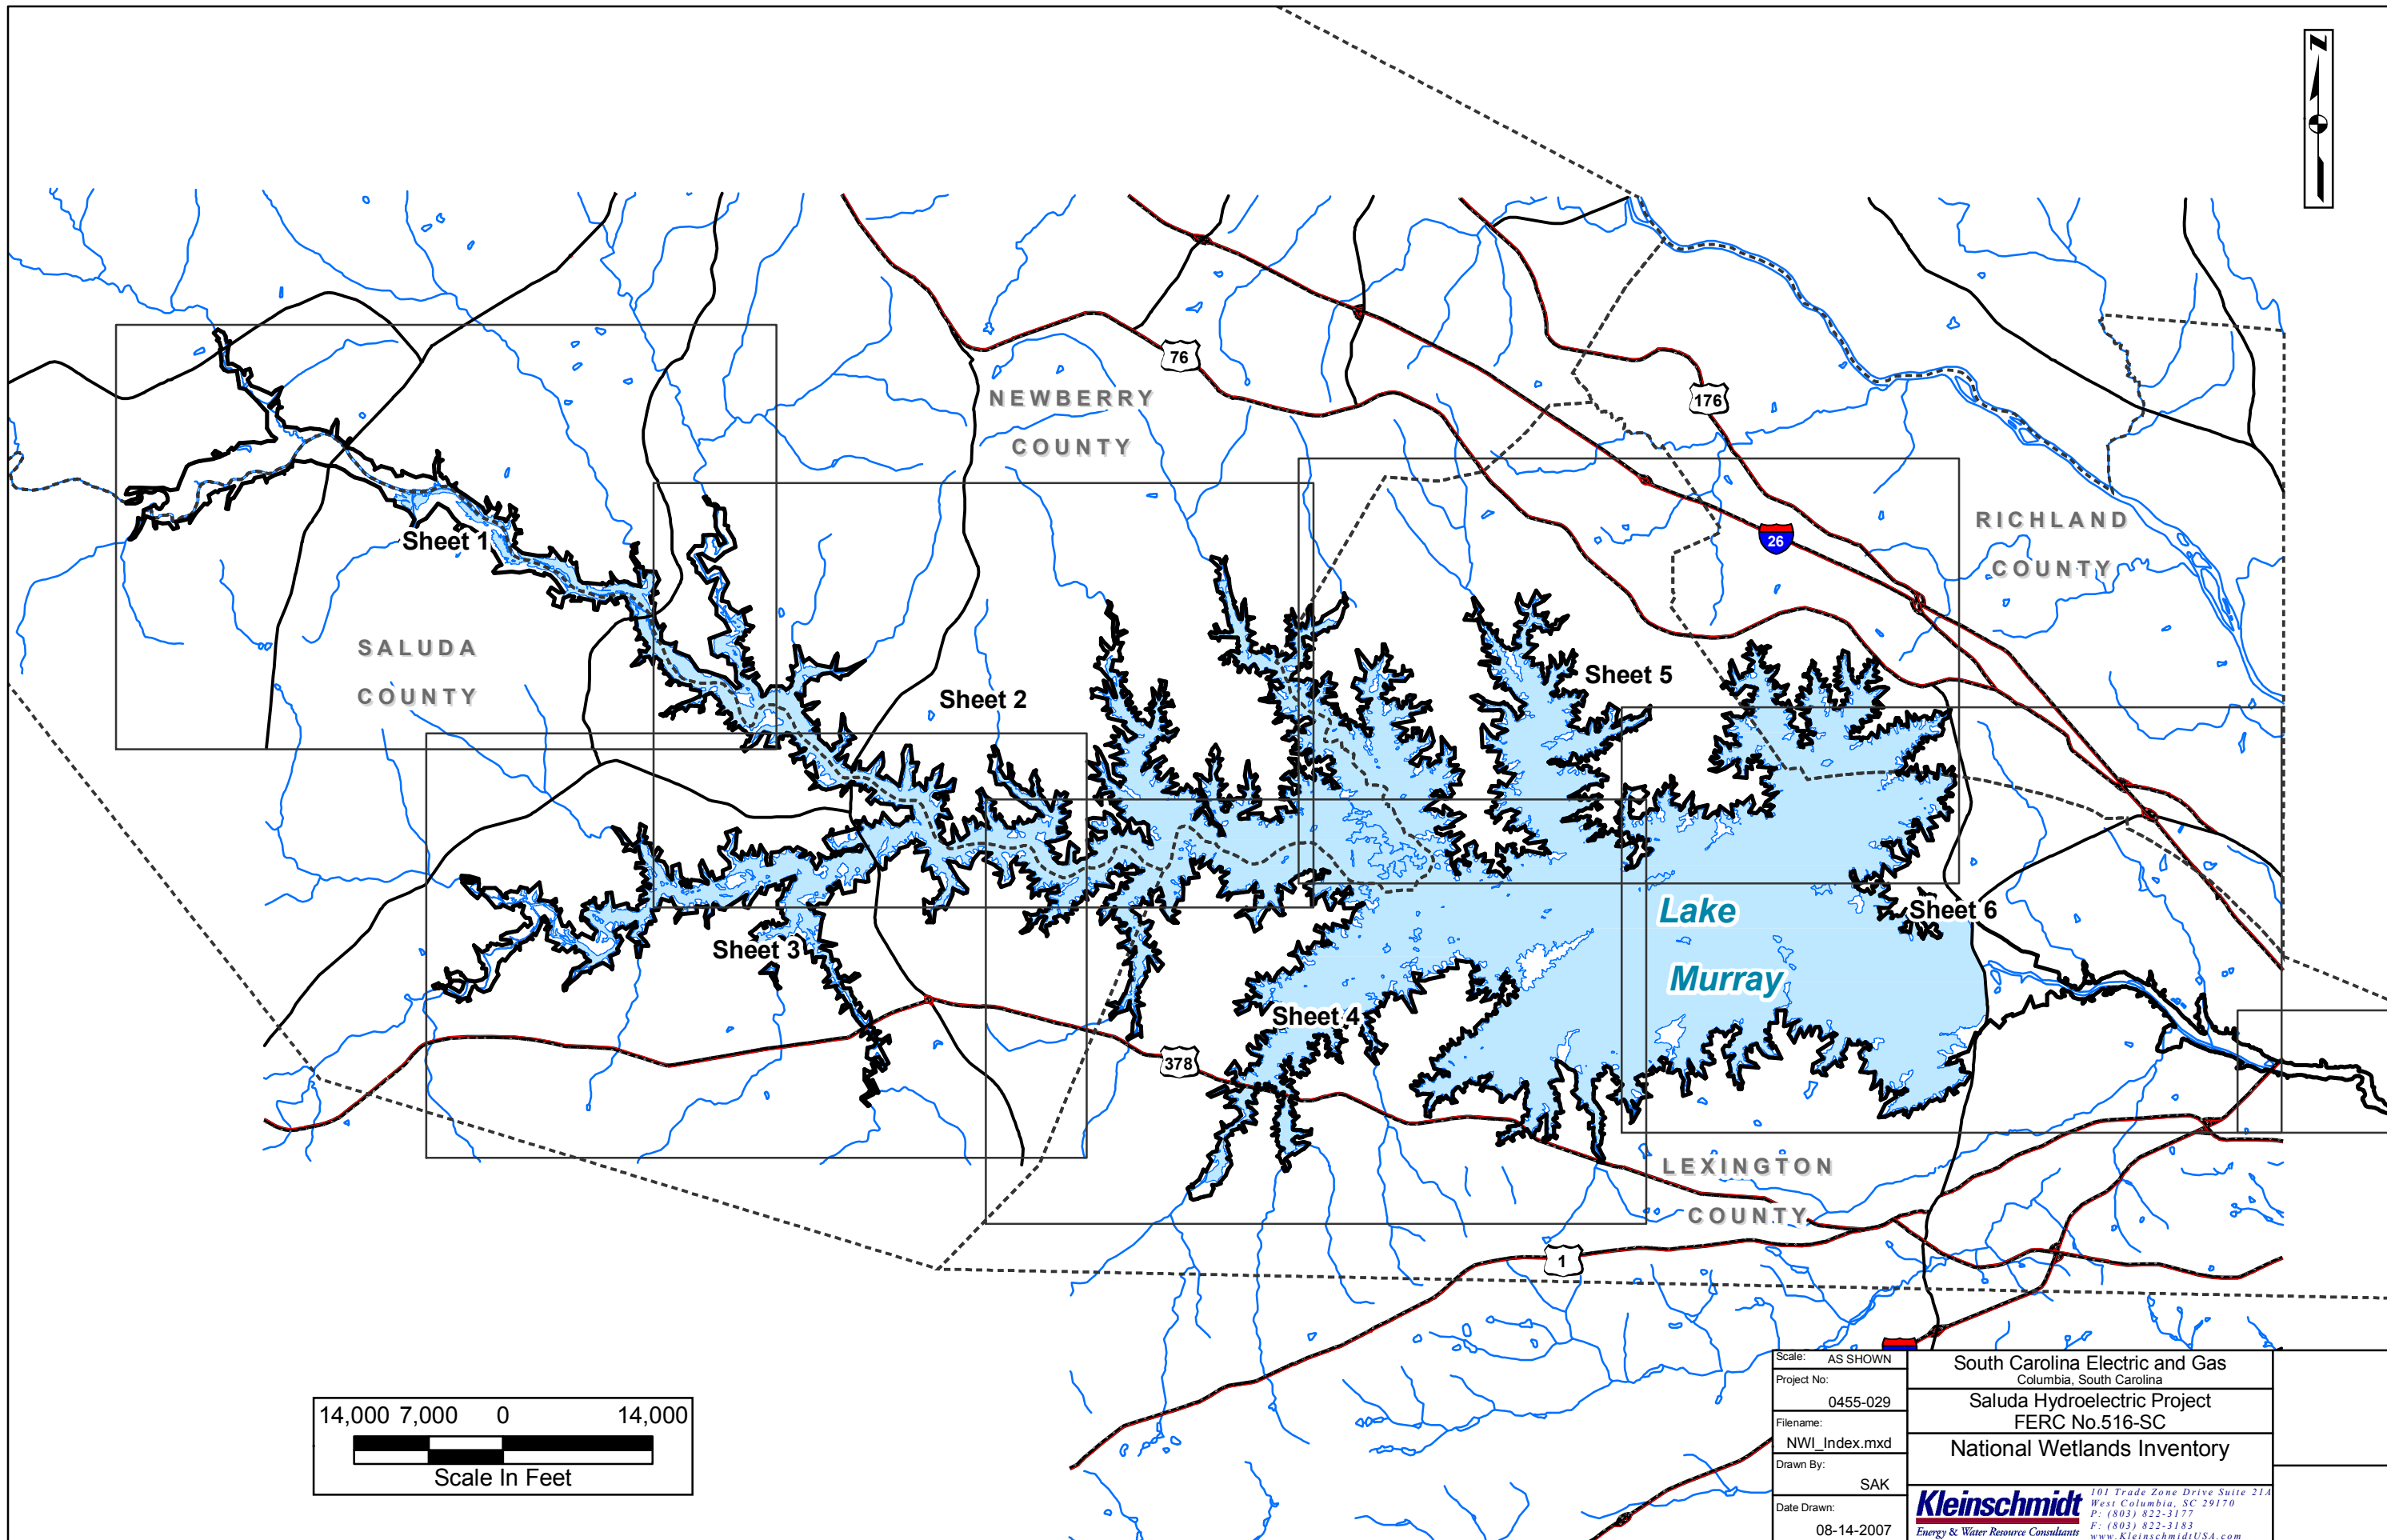 N
76
NEWBERRY
COUNTY
176
26
RICHLAND
COUNTY
Sheet 1
SALUDA
COUNTY
Sheet 2
Sheet 5
Lake
Murray
Sheet 6
Sheet 3
Sheet 4
378
LEXINGTON
COUNTY
1
14,000 7,000 0 14,000
Scale In Feet
Scale: AS SHOWN
Project No:
0455-029
Filename:
NWI_Index.mxd
Drawn By:
SAK
Date Drawn:
08-14-2007
South Carolina Electric and Gas
Columbia, South Carolina
Saluda Hydroelectric Project
FERC No.516-SC
National Wetlands Inventory
Kleinschmidt
Energy & Water Resource Consultants
101 Trade Zone Drive Suite 21A
West Columbia, SC 29170
P: (803) 822-3177
F: (803) 822-3183
www.KleinschmidtUSA.com